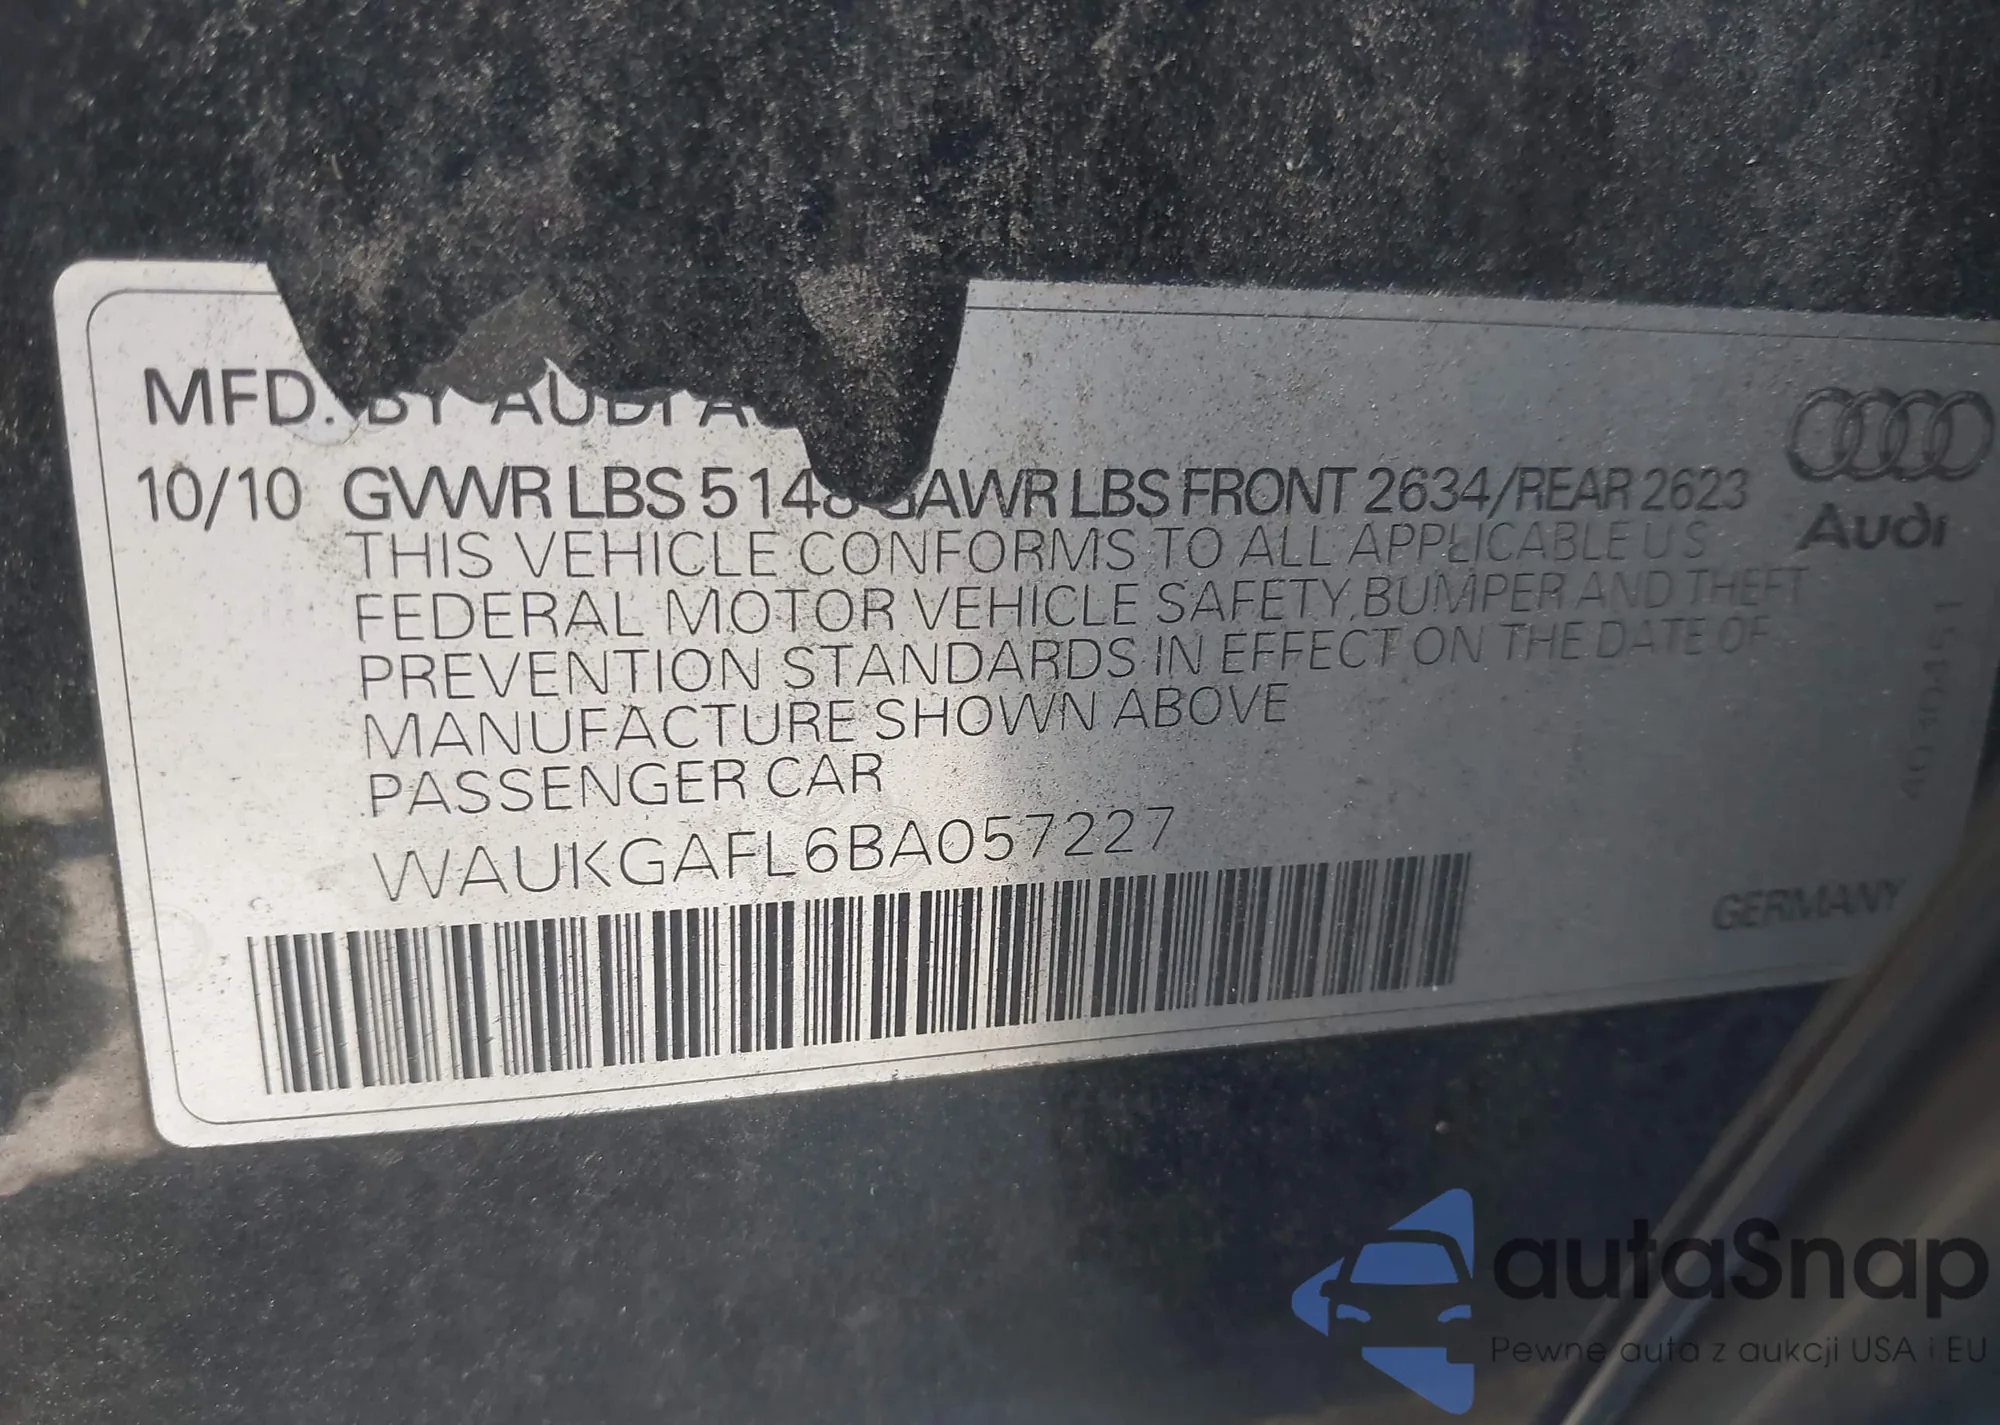 MFD. BY AUDI AG
10/10 GVWR LBS 5148 GAWR LBS FRONT 2634/REAR 2623
THIS VEHICLE CONFORMS TO ALL APPLICABLE US
FEDERAL MOTOR VEHICLE SAFETY, BUMPER AND THEFT
PREVENTION STANDARDS IN EFFECT ON THE DATE OF
MANUFACTURE SHOWN ABOVE
PASSENGER CAR
WAUKGAFL6BA057227
Audi
GERMANY
autaSnap
Pewne auta z aukcji USA i EU